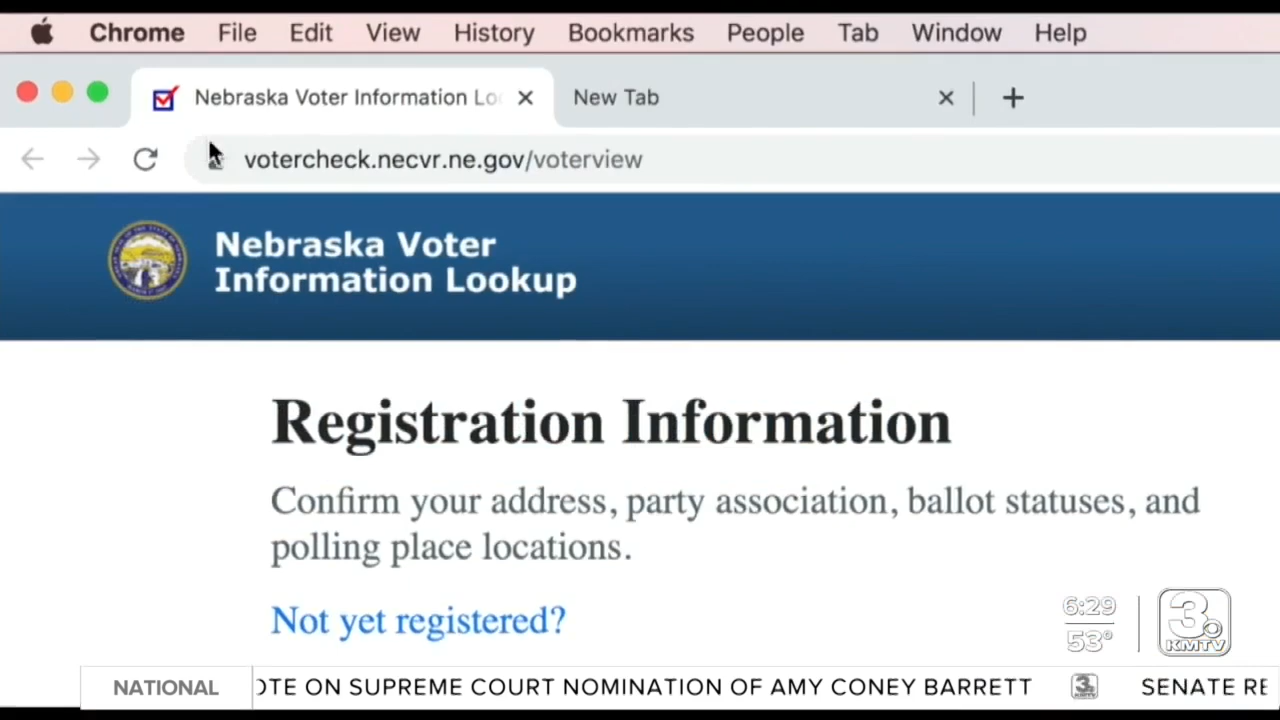 Chrome File Edit View History Bookmarks People Tab Window Help
Nebraska Voter Information Lo
New Tab
votercheck.necvr.ne.gov/voterview
Nebraska Voter
Information Lookup
Registration Information
Confirm your address, party association, ballot statuses, and
polling place locations.
Not yet registered?
6:29
53°
3
KMTV
NATIONAL
OTE ON SUPREME COURT NOMINATION OF AMY CONEY BARRETT
3
KMTV
SENATE RE